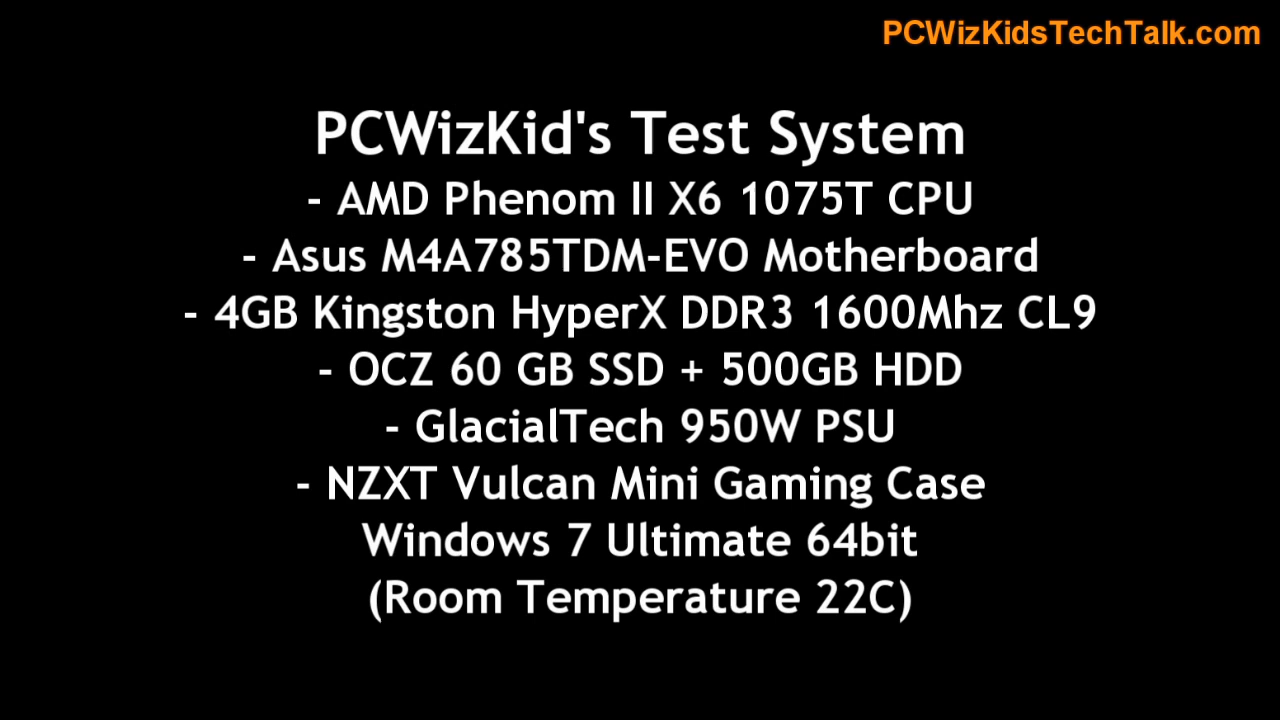 PCWizKidsTechTalk.com
PCWizKid's Test System
- AMD Phenom II X6 1075T CPU
- Asus M4A785TDM-EVO Motherboard
- 4GB Kingston HyperX DDR3 1600Mhz CL9
- OCZ 60 GB SSD + 500GB HDD
- GlacialTech 950W PSU
- NZXT Vulcan Mini Gaming Case
Windows 7 Ultimate 64bit
(Room Temperature 22C)